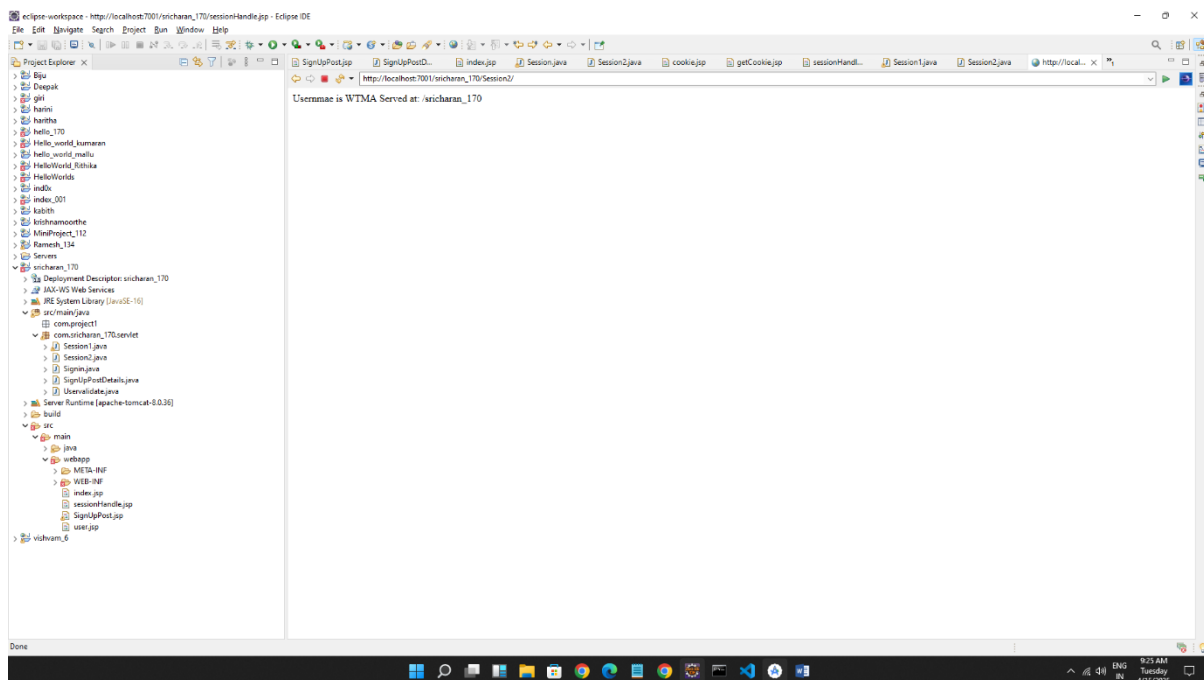 eclipse-workspace - http://localhost:7001/sricharan_170/sessionHandle.jsp - Eclipse IDE
File Edit Navigate Search Project Run Window Help
Project Explorer
SignUpPost.jsp SignUpPostD... index.jsp Session.java Session2.java cookie.jsp getCookie.jsp sessionHandl... Session1.java Session2.java http://local...
http://localhost:7001/sricharan_170/Session2/
Usernmae is WTMA Served at: /sricharan_170
Biju
Deepak
giri
harini
haritha
hello_170
Hello_world_kumaran
hello_world_mallu
HelloWorld_Rithika
HelloWorlds
ind0x
index_001
kabith
krishnamoorthe
MiniProject_112
Ramesh_134
Servers
sricharan_170
Deployment Descriptor: sricharan_170
JAX-WS Web Services
JRE System Library [JavaSE-16]
src/main/java
com.project1
com.sricharan_170.servlet
Session1.java
Session2.java
Signin.java
SignUpPostDetails.java
Uservalidate.java
Server Runtime [apache-tomcat-8.0.36]
build
src
main
java
webapp
META-INF
WEB-INF
index.jsp
sessionHandle.jsp
SignUpPost.jsp
user.jsp
vishvam_6
Done
ENG
IN
9:25 AM
Tuesday